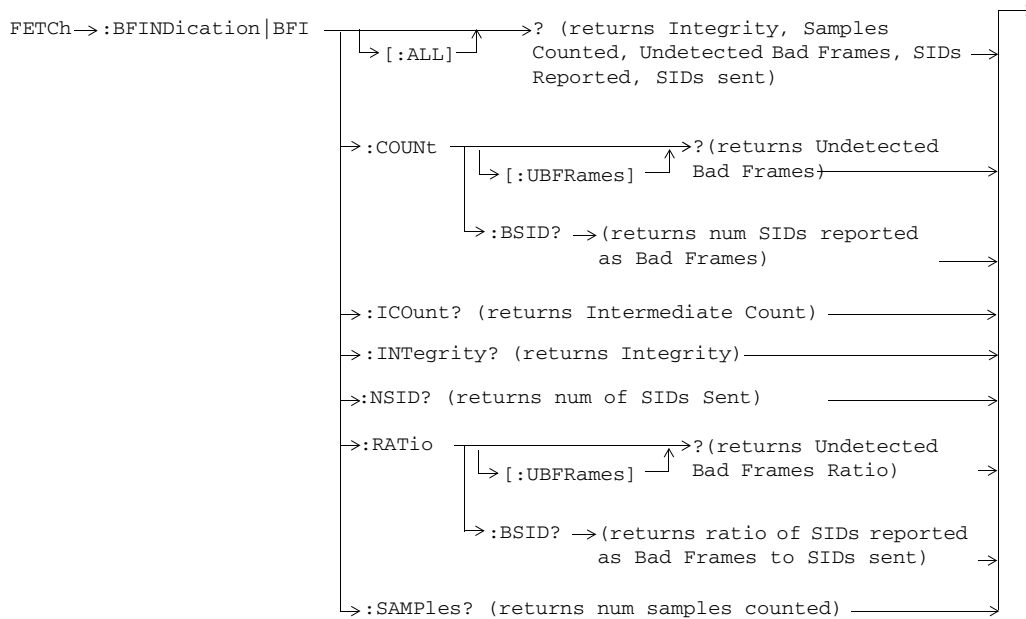 FETCh :BFINDication|BFI ? (returns Integrity, Samples
[:ALL] Counted, Undetected Bad Frames, SIDs
Reported, SIDs sent)
:COUNt ?(returns Undetected
[:UBFRames] Bad Frames)
:BSID? (returns num SIDs reported
as Bad Frames)
:ICOunt? (returns Intermediate Count)
:INTegrity? (returns Integrity)
:NSID? (returns num of SIDs Sent)
:RATio ?(returns Undetected
[:UBFRames] Bad Frames Ratio)
:BSID? (returns ratio of SIDs reported
as Bad Frames to SIDs sent)
:SAMPles? (returns num samples counted)